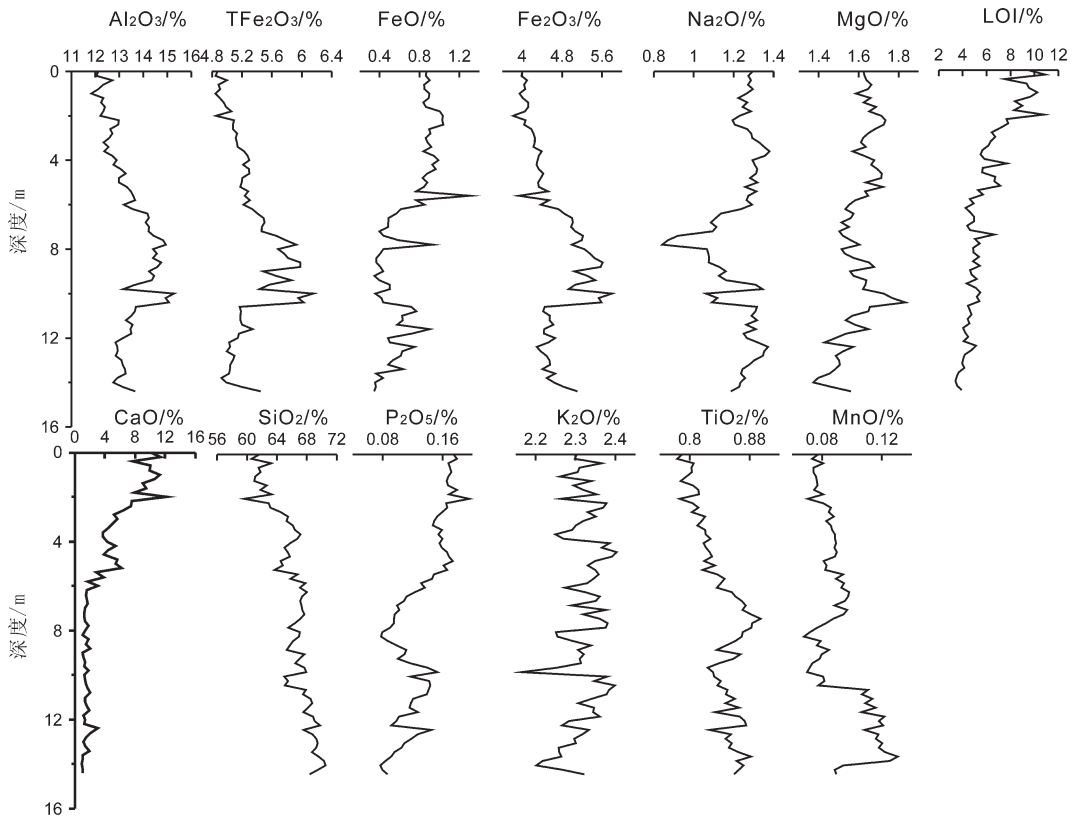 Al₂O₃/% TFe₂O₃/% FeO/% Fe₂O₃/% Na₂O/% MgO/% LOI/%
11 12 13 14 15 16 4.8 5.2 5.6 6 6.4 0.4 0.8 1.2 4 4.8 5.6 0.8 1 1.2 1.4 1.4 1.6 1.8 2 4 6 8 10 12
0
4
深度/m
8
12
16
CaO/% SiO₂/% P₂O₅/% K₂O/% TiO₂/% MnO/%
0 4 8 12 16 56 60 64 68 72 0.08 0.16 2.2 2.3 2.4 0.8 0.88 0.08 0.12
0
4
深度/m
8
12
16